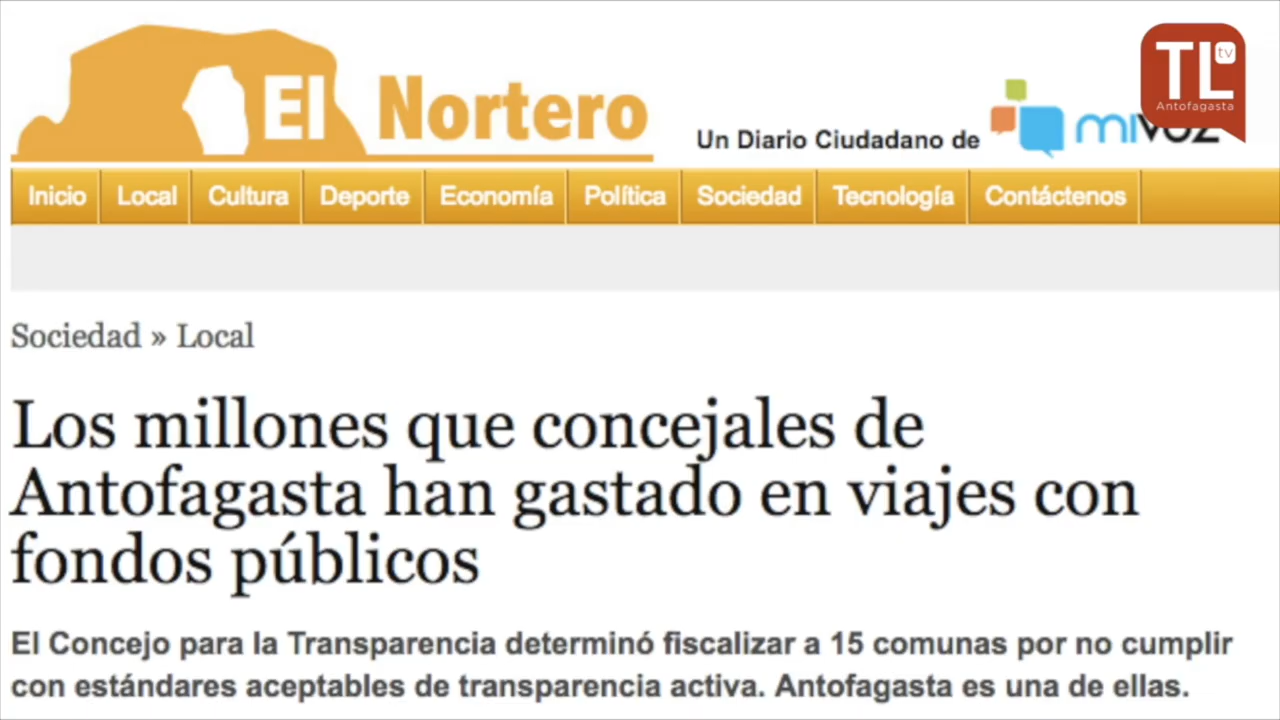 El Nortero
Un Diario Ciudadano de mivoz
TL tv
Antofagasta
Inicio Local Cultura Deporte Economía Política Sociedad Tecnología Contáctenos
Sociedad » Local
Los millones que concejales de
Antofagasta han gastado en viajes con
fondos públicos
El Concejo para la Transparencia determinó fiscalizar a 15 comunas por no cumplir
con estándares aceptables de transparencia activa. Antofagasta es una de ellas.